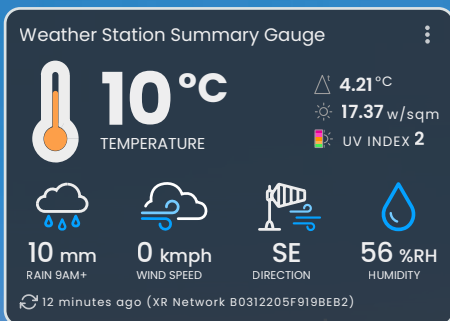 Weather Station Summary Gauge
10°C
TEMPERATURE
Δt 4.21°C
17.37 w/sqm
UV INDEX 2
10 mm
RAIN 9AM+
0 kmph
WIND SPEED
SE
DIRECTION
56 %RH
HUMIDITY
12 minutes ago (XR Network B0312205F919BEB2)